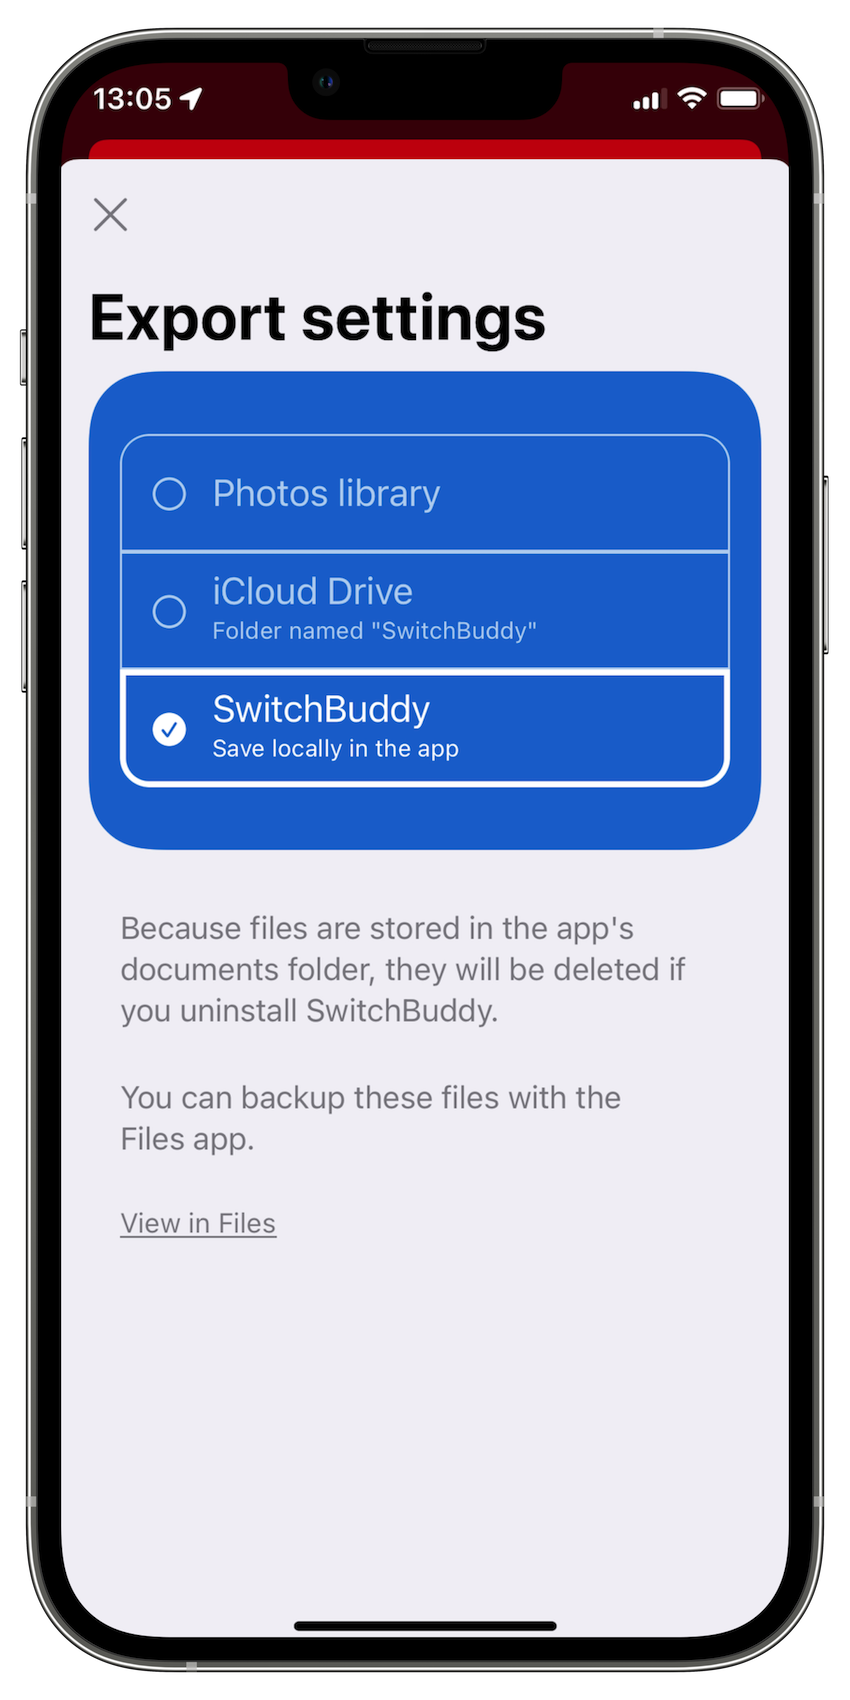 13:05
Export settings
Photos library
iCloud Drive
Folder named "SwitchBuddy"
SwitchBuddy
Save locally in the app
Because files are stored in the app's
documents folder, they will be deleted if
you uninstall SwitchBuddy.
You can backup these files with the
Files app.
View in Files